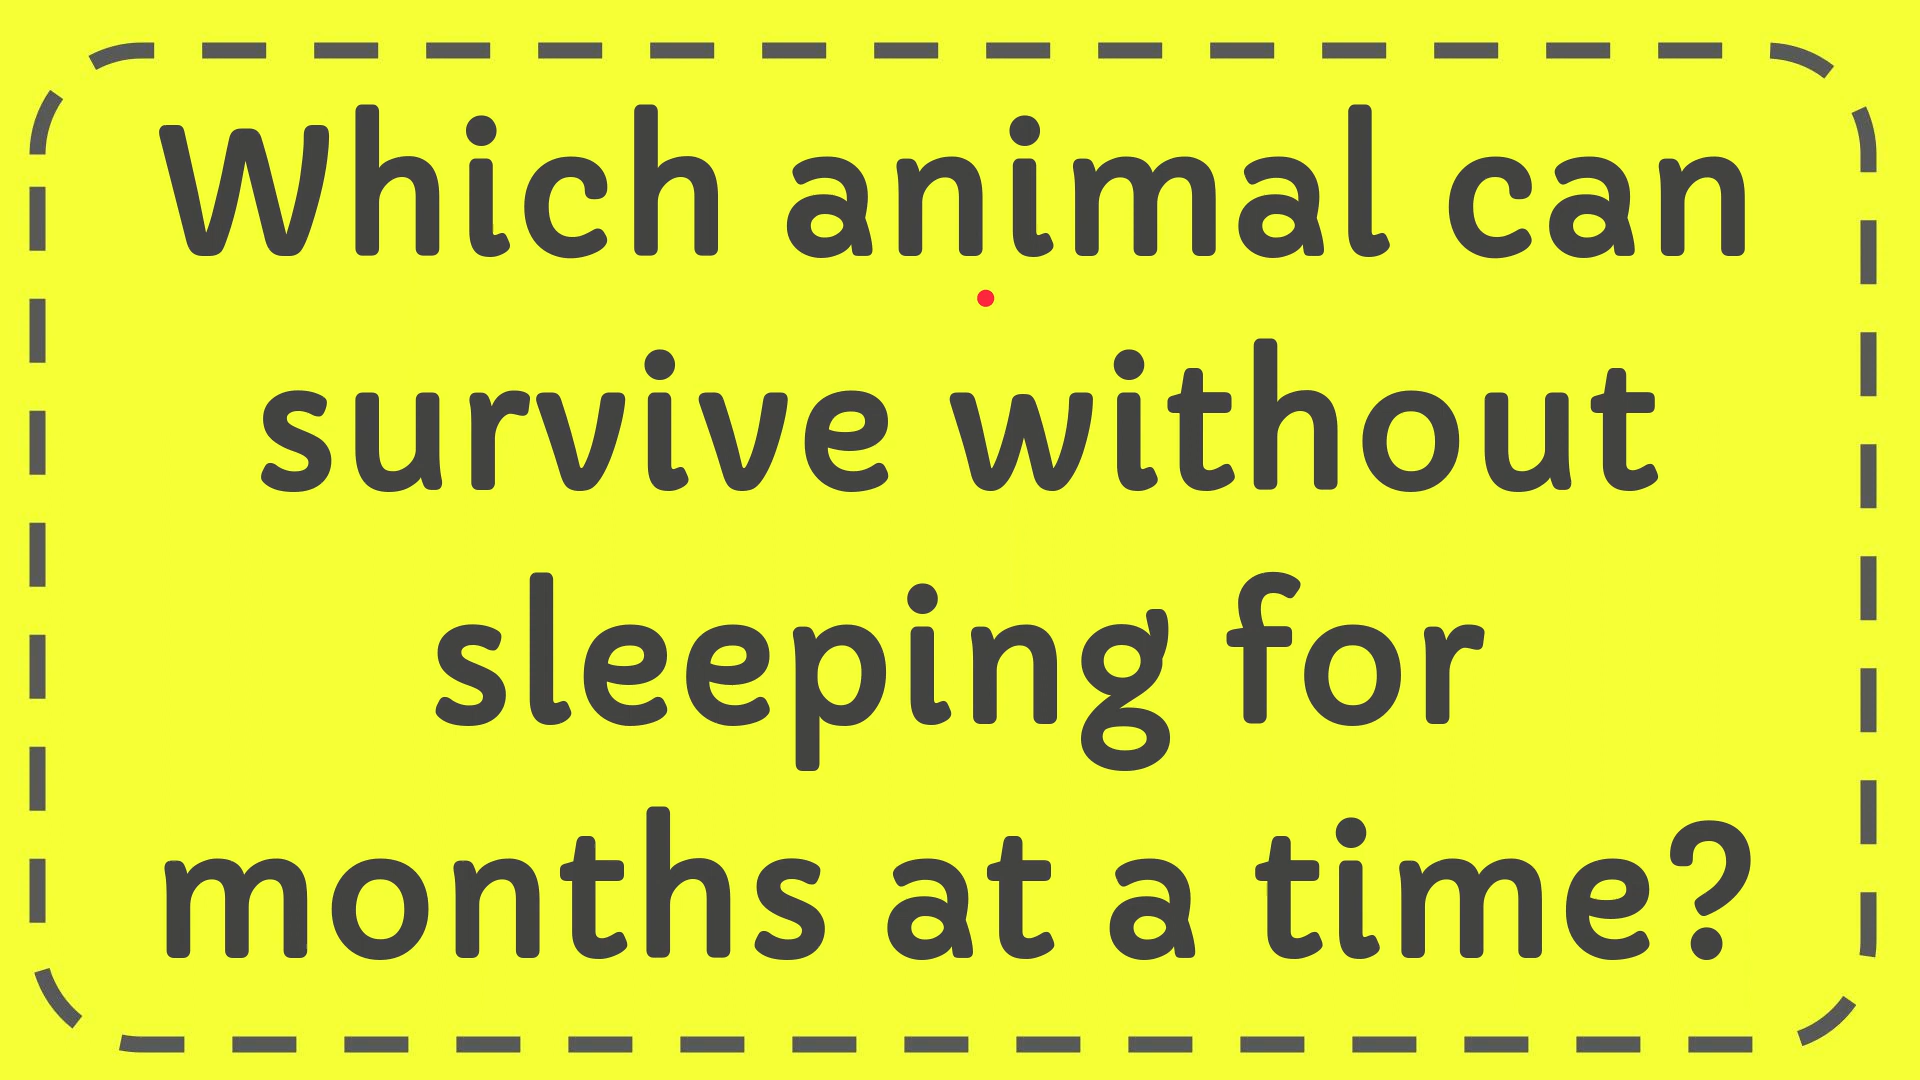 Which animal can
survive without
sleeping for
months at a time?